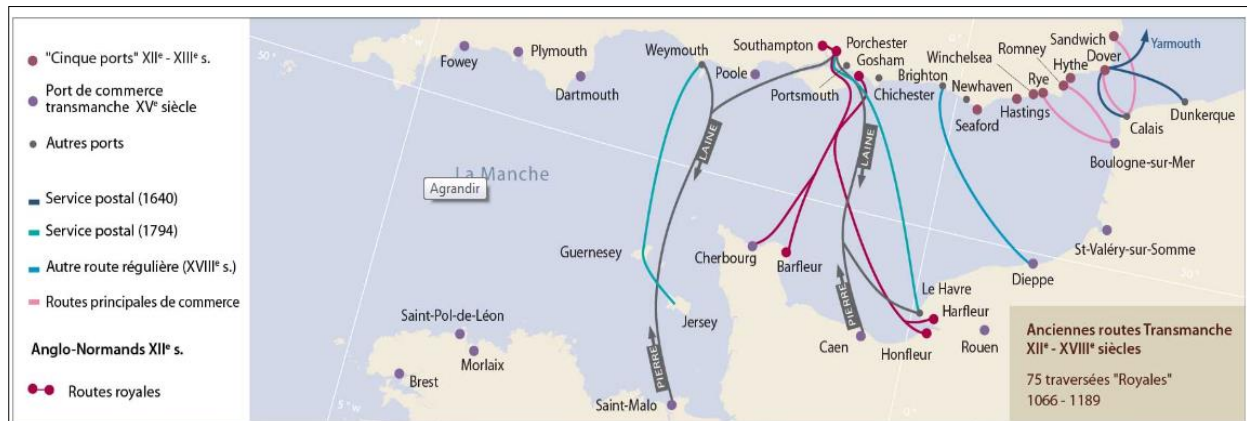 "Cinque ports" XIIe - XIIIe s.
Port de commerce
transmanche XVe siècle
Autres ports
Service postal (1640)
Service postal (1794)
Autre route régulière (XVIIIe s.)
Routes principales de commerce
Anglo-Normands XIIe s.
Routes royales
50°
Fowey
Plymouth
Dartmouth
Weymouth
Poole
Southampton
Porchester
Gosham
Portsmouth
Chichester
Brighton
Newhaven
Seaford
Hastings
Winchelsea
Rye
Romney
Hythe
Sandwich
Dover
Yarmouth
Calais
Dunkerque
Boulogne-sur-Mer
St-Valéry-sur-Somme
Dieppe
LAINE
LAINE
La Manche
Agrandir
Guernesey
Jersey
Cherbourg
Barfleur
Le Havre
Harfleur
Honfleur
Rouen
Caen
PIERRE
PIERRE
Saint-Pol-de-Léon
Morlaix
Brest
Saint-Malo
5° W
0°
Anciennes routes Transmanche
XIIe - XVIIIe siècles
75 traversées "Royales"
1066 - 1189